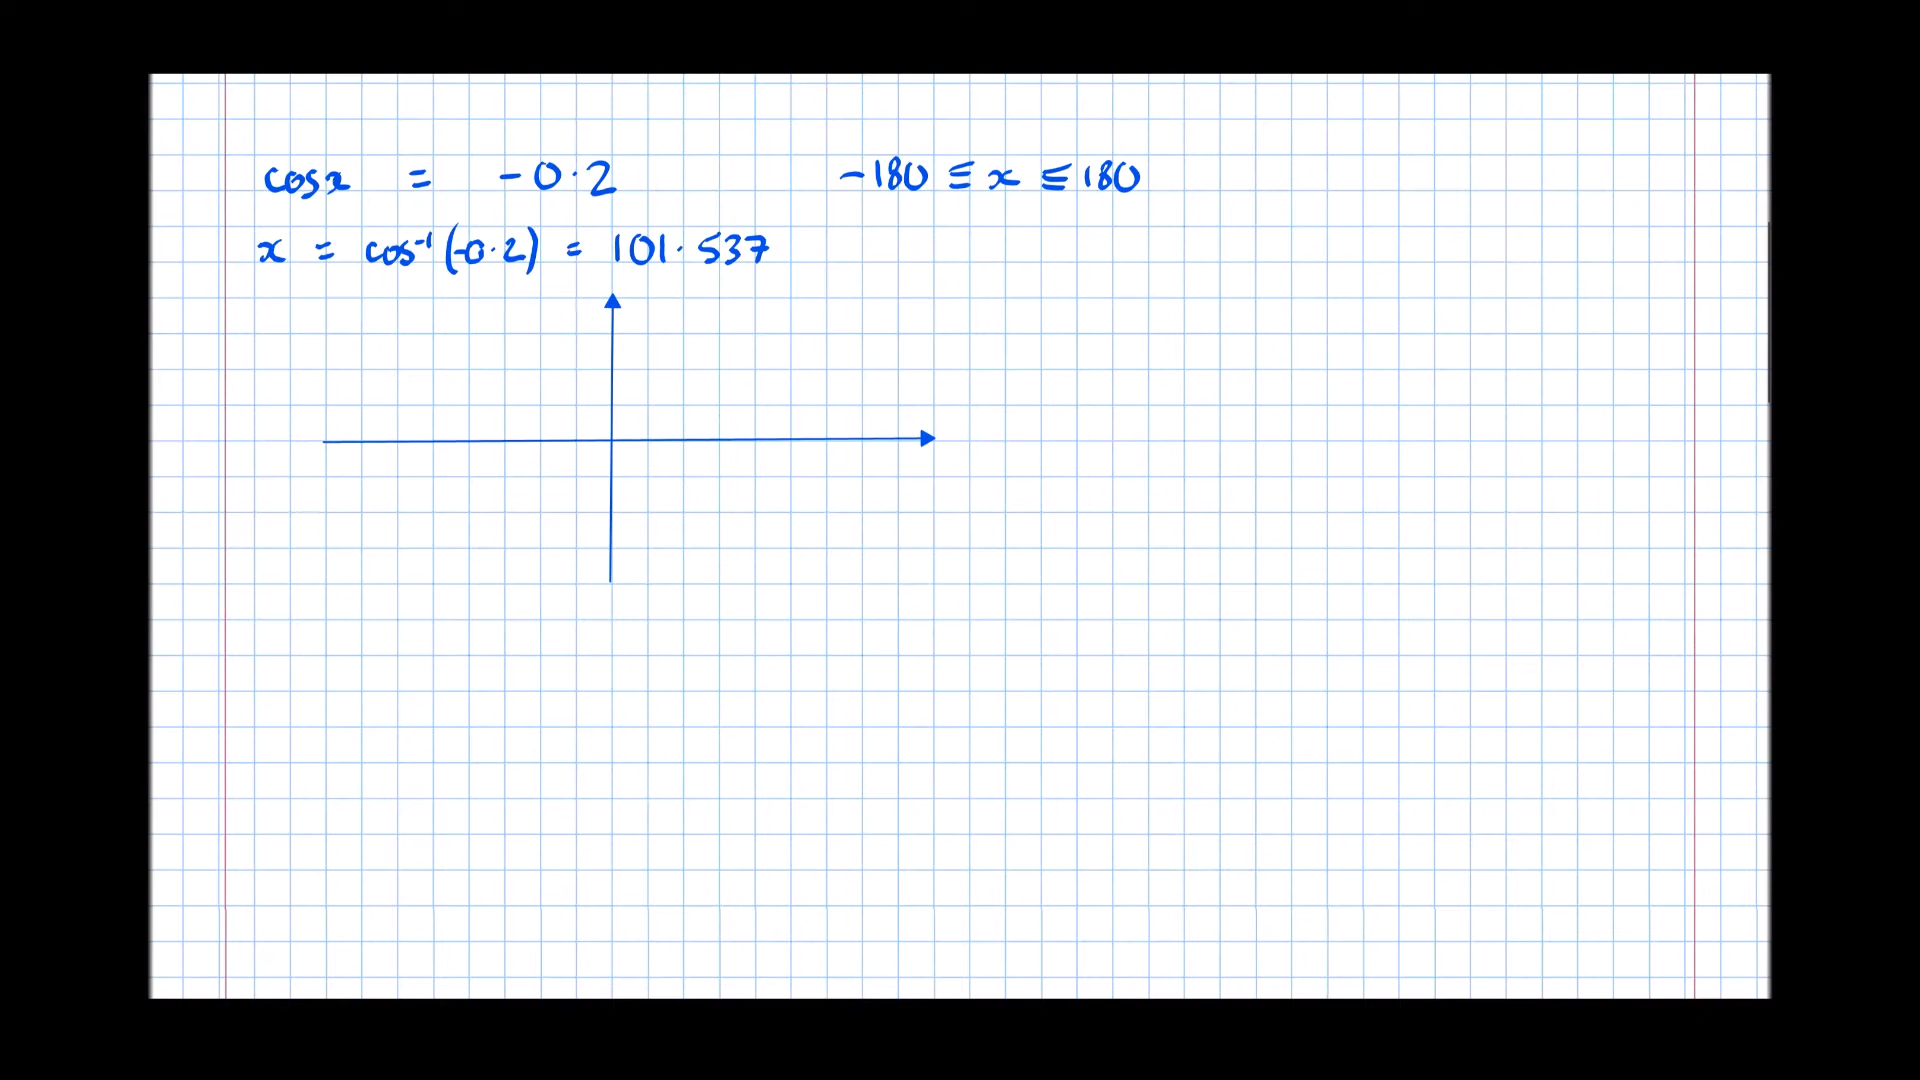 cosx = -0.2 -180 ≤ x ≤ 180
x = cos⁻¹(-0.2) = 101.537